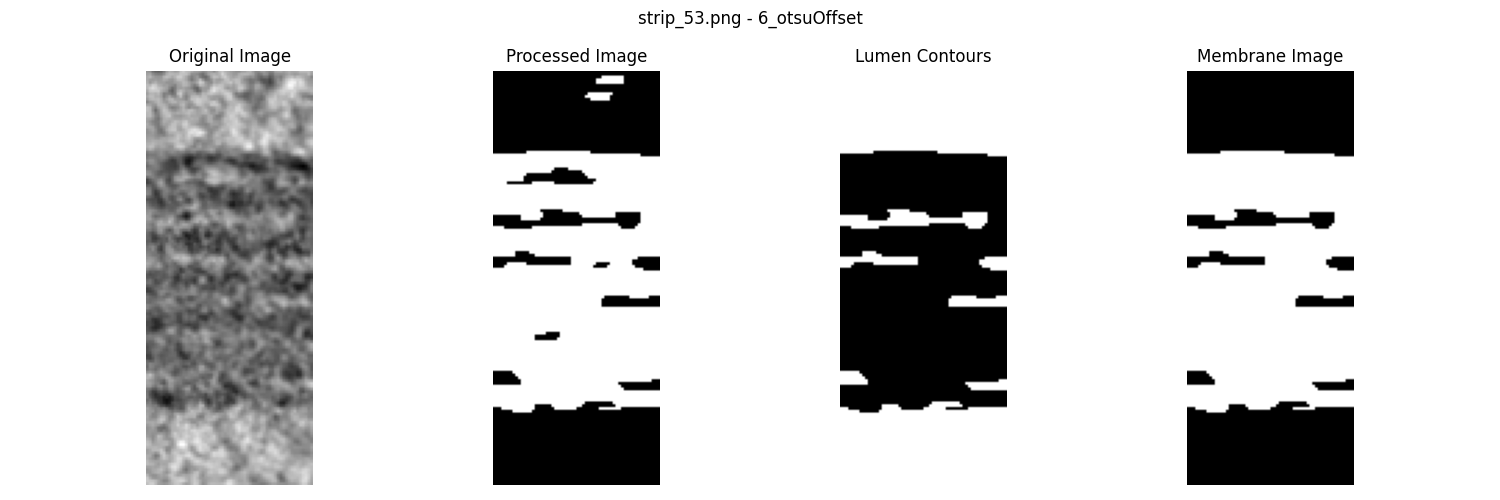 strip_53.png - 6_otsuOffset
Original Image
Processed Image
Lumen Contours
Membrane Image